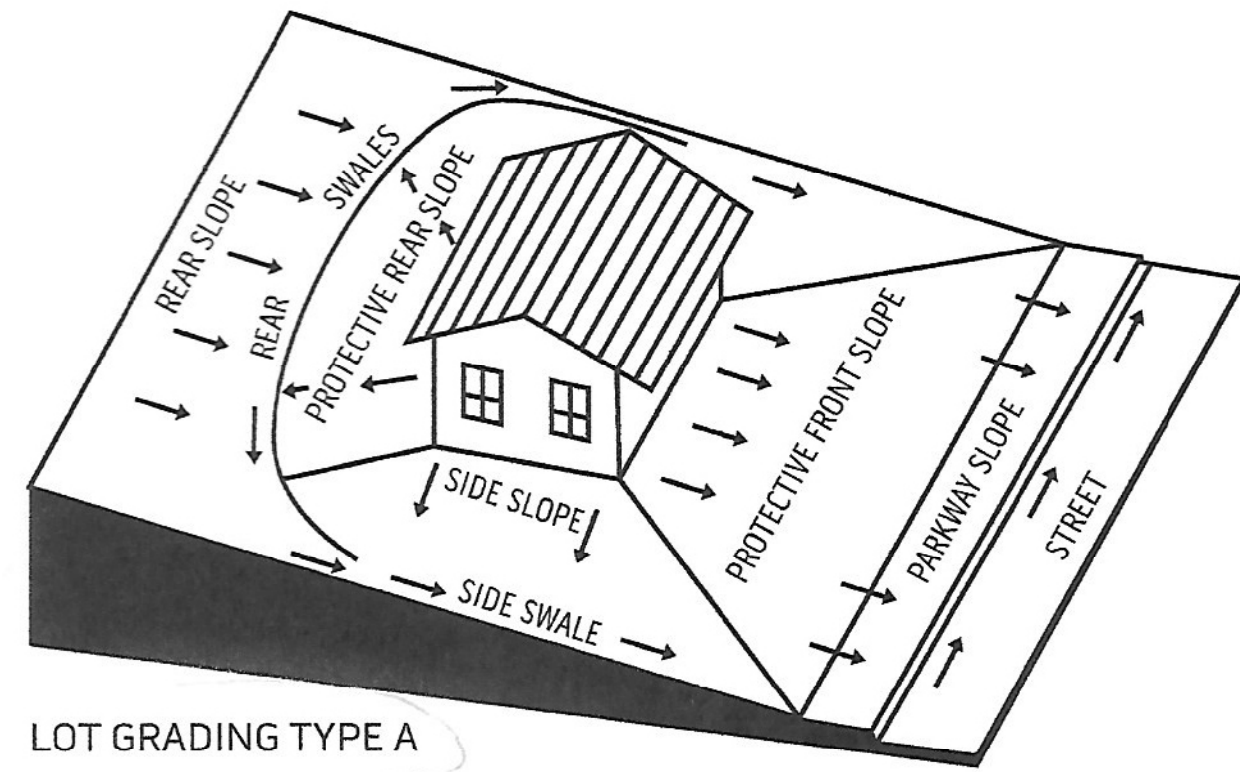 REAR SLOPE
REAR SWALES
PROTECTIVE REAR SLOPE
SIDE SLOPE
SIDE SWALE
PROTECTIVE FRONT SLOPE
PARKWAY SLOPE
STREET
LOT GRADING TYPE A